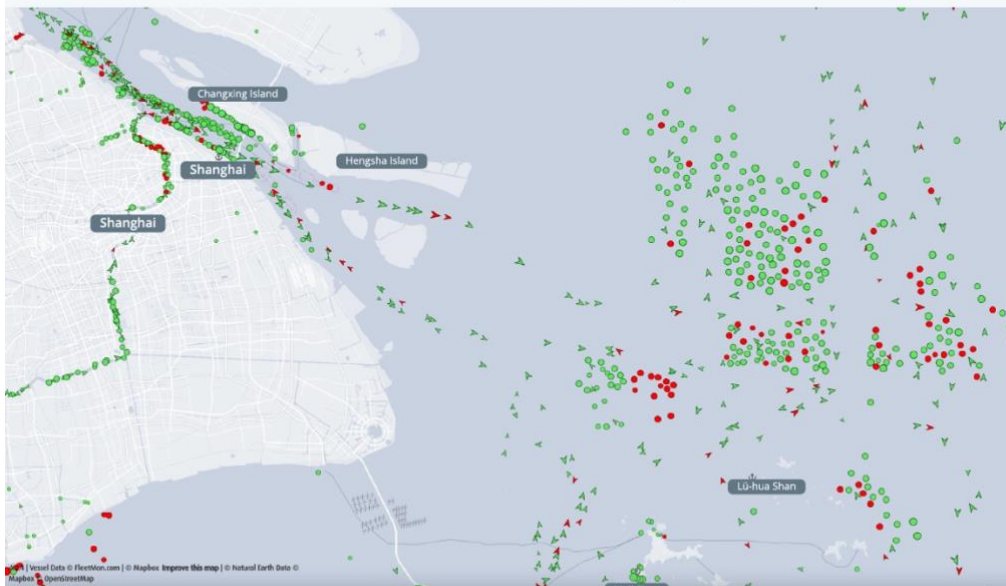 Changxing Island
Hengsha Island
Shanghai
Shanghai
Lü-hua Shan
| Vessel Data © FleetMon.com | © Mapbox Improve this map | © Natural Earth Data ©
Mapbox © OpenStreetMap